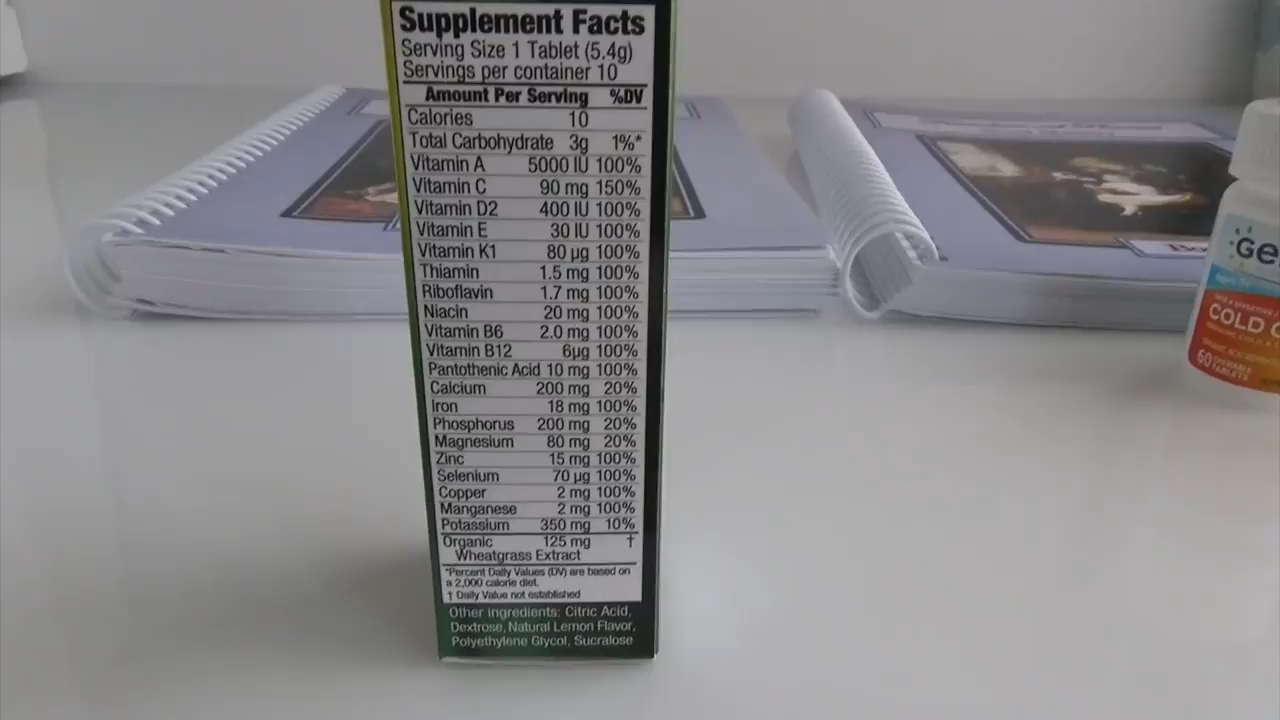 Supplement Facts
Serving Size 1 Tablet (5.4g)
Servings per container 10
Amount Per Serving %DV
Calories 10
Total Carbohydrate 3g 1%*
Vitamin A 5000 IU 100%
Vitamin C 90 mg 150%
Vitamin D2 400 IU 100%
Vitamin E 30 IU 100%
Vitamin K1 80 µg 100%
Thiamin 1.5 mg 100%
Riboflavin 1.7 mg 100%
Niacin 20 mg 100%
Vitamin B6 2.0 mg 100%
Vitamin B12 6µg 100%
Pantothenic Acid 10 mg 100%
Calcium 200 mg 20%
Iron 18 mg 100%
Phosphorus 200 mg 20%
Magnesium 80 mg 20%
Zinc 15 mg 100%
Selenium 70 µg 100%
Copper 2 mg 100%
Manganese 2 mg 100%
Potassium 350 mg 10%
Organic 125 mg †
Wheatgrass Extract
*Percent Daily Values (DV) are based on
a 2,000 calorie diet.
† Daily Value not established
Other ingredients: Citric Acid,
Dextrose, Natural Lemon Flavor,
Polyethylene Glycol, Sucralose
COLD
60 CHEWABLE
TABLETS